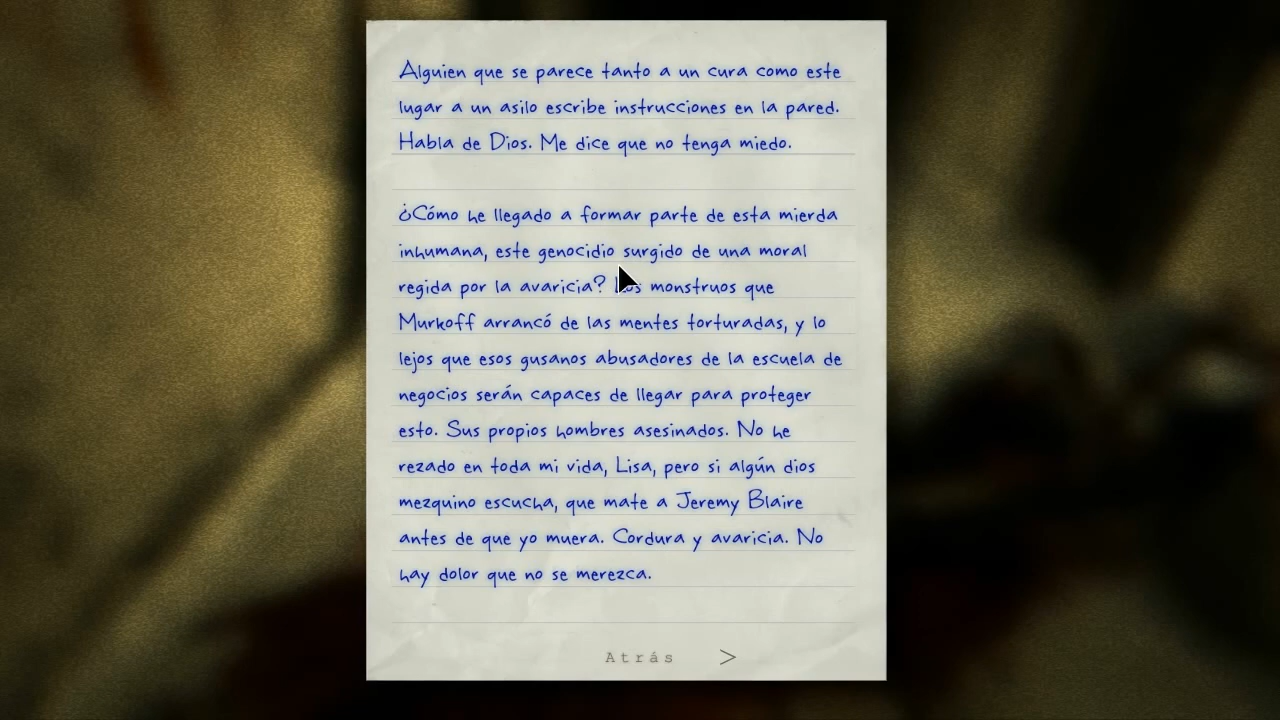 Alguien que se parece tanto a un cura como este
lugar a un asilo escribe instrucciones en la pared.
Habla de Dios. Me dice que no tenga miedo.
¿Cómo he llegado a formar parte de esta mierda
inhumana, este genocidio surgido de una moral
regida por la avaricia? Los monstruos que
Murkoff arrancó de las mentes torturadas, y lo
lejos que esos gusanos abusadores de la escuela de
negocios serán capaces de llegar para proteger
esto. Sus propios hombres asesinados. No he
rezado en toda mi vida, Lisa, pero si algún dios
mezquino escucha, que mate a Jeremy Blaire
antes de que yo muera. Cordura y avaricia. No
hay dolor que no se merezca.
Atrás >